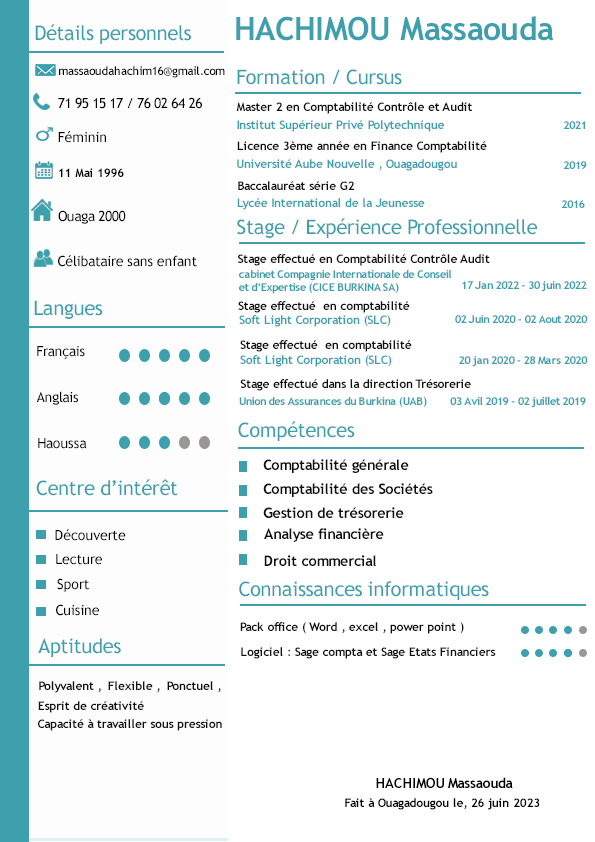 Détails personnels
massaoudahachim16@gmail.com
71 95 15 17 / 76 02 64 26
Féminin
11 Mai 1996
Ouaga 2000
Célibataire sans enfant
Langues
Français
Anglais
Haoussa
Centre d’intérêt
Découverte
Lecture
Sport
Cuisine
Aptitudes
Polyvalent , Flexible , Ponctuel ,
Esprit de créativité
Capacité à travailler sous pression
HACHIMOU Massaouda
Formation / Cursus
Master 2 en Comptabilité Contrôle et Audit
Institut Supérieur Privé Polytechnique 2021
Licence 3ème année en Finance Comptabilité
Université Aube Nouvelle , Ouagadougou 2019
Baccalauréat série G2
Lycée International de la Jeunesse 2016
Stage / Expérience Professionnelle
Stage effectué en Comptabilité Contrôle Audit
cabinet Compagnie Internationale de Conseil
et d’Expertise (CICE BURKINA SA) 17 Jan 2022 - 30 juin 2022
Stage effectué en comptabilité
Soft Light Corporation (SLC) 02 Juin 2020 - 02 Aout 2020
Stage effectué en comptabilité
Soft Light Corporation (SLC) 20 jan 2020 - 28 Mars 2020
Stage effectué dans la direction Trésorerie
Union des Assurances du Burkina (UAB) 03 Avil 2019 - 02 juillet 2019
Compétences
Comptabilité générale
Comptabilité des Sociétés
Gestion de trésorerie
Analyse financière
Droit commercial
Connaissances informatiques
Pack office ( Word , excel , power point )
Logiciel : Sage compta et Sage Etats Financiers
HACHIMOU Massaouda
Fait à Ouagadougou le, 26 juin 2023